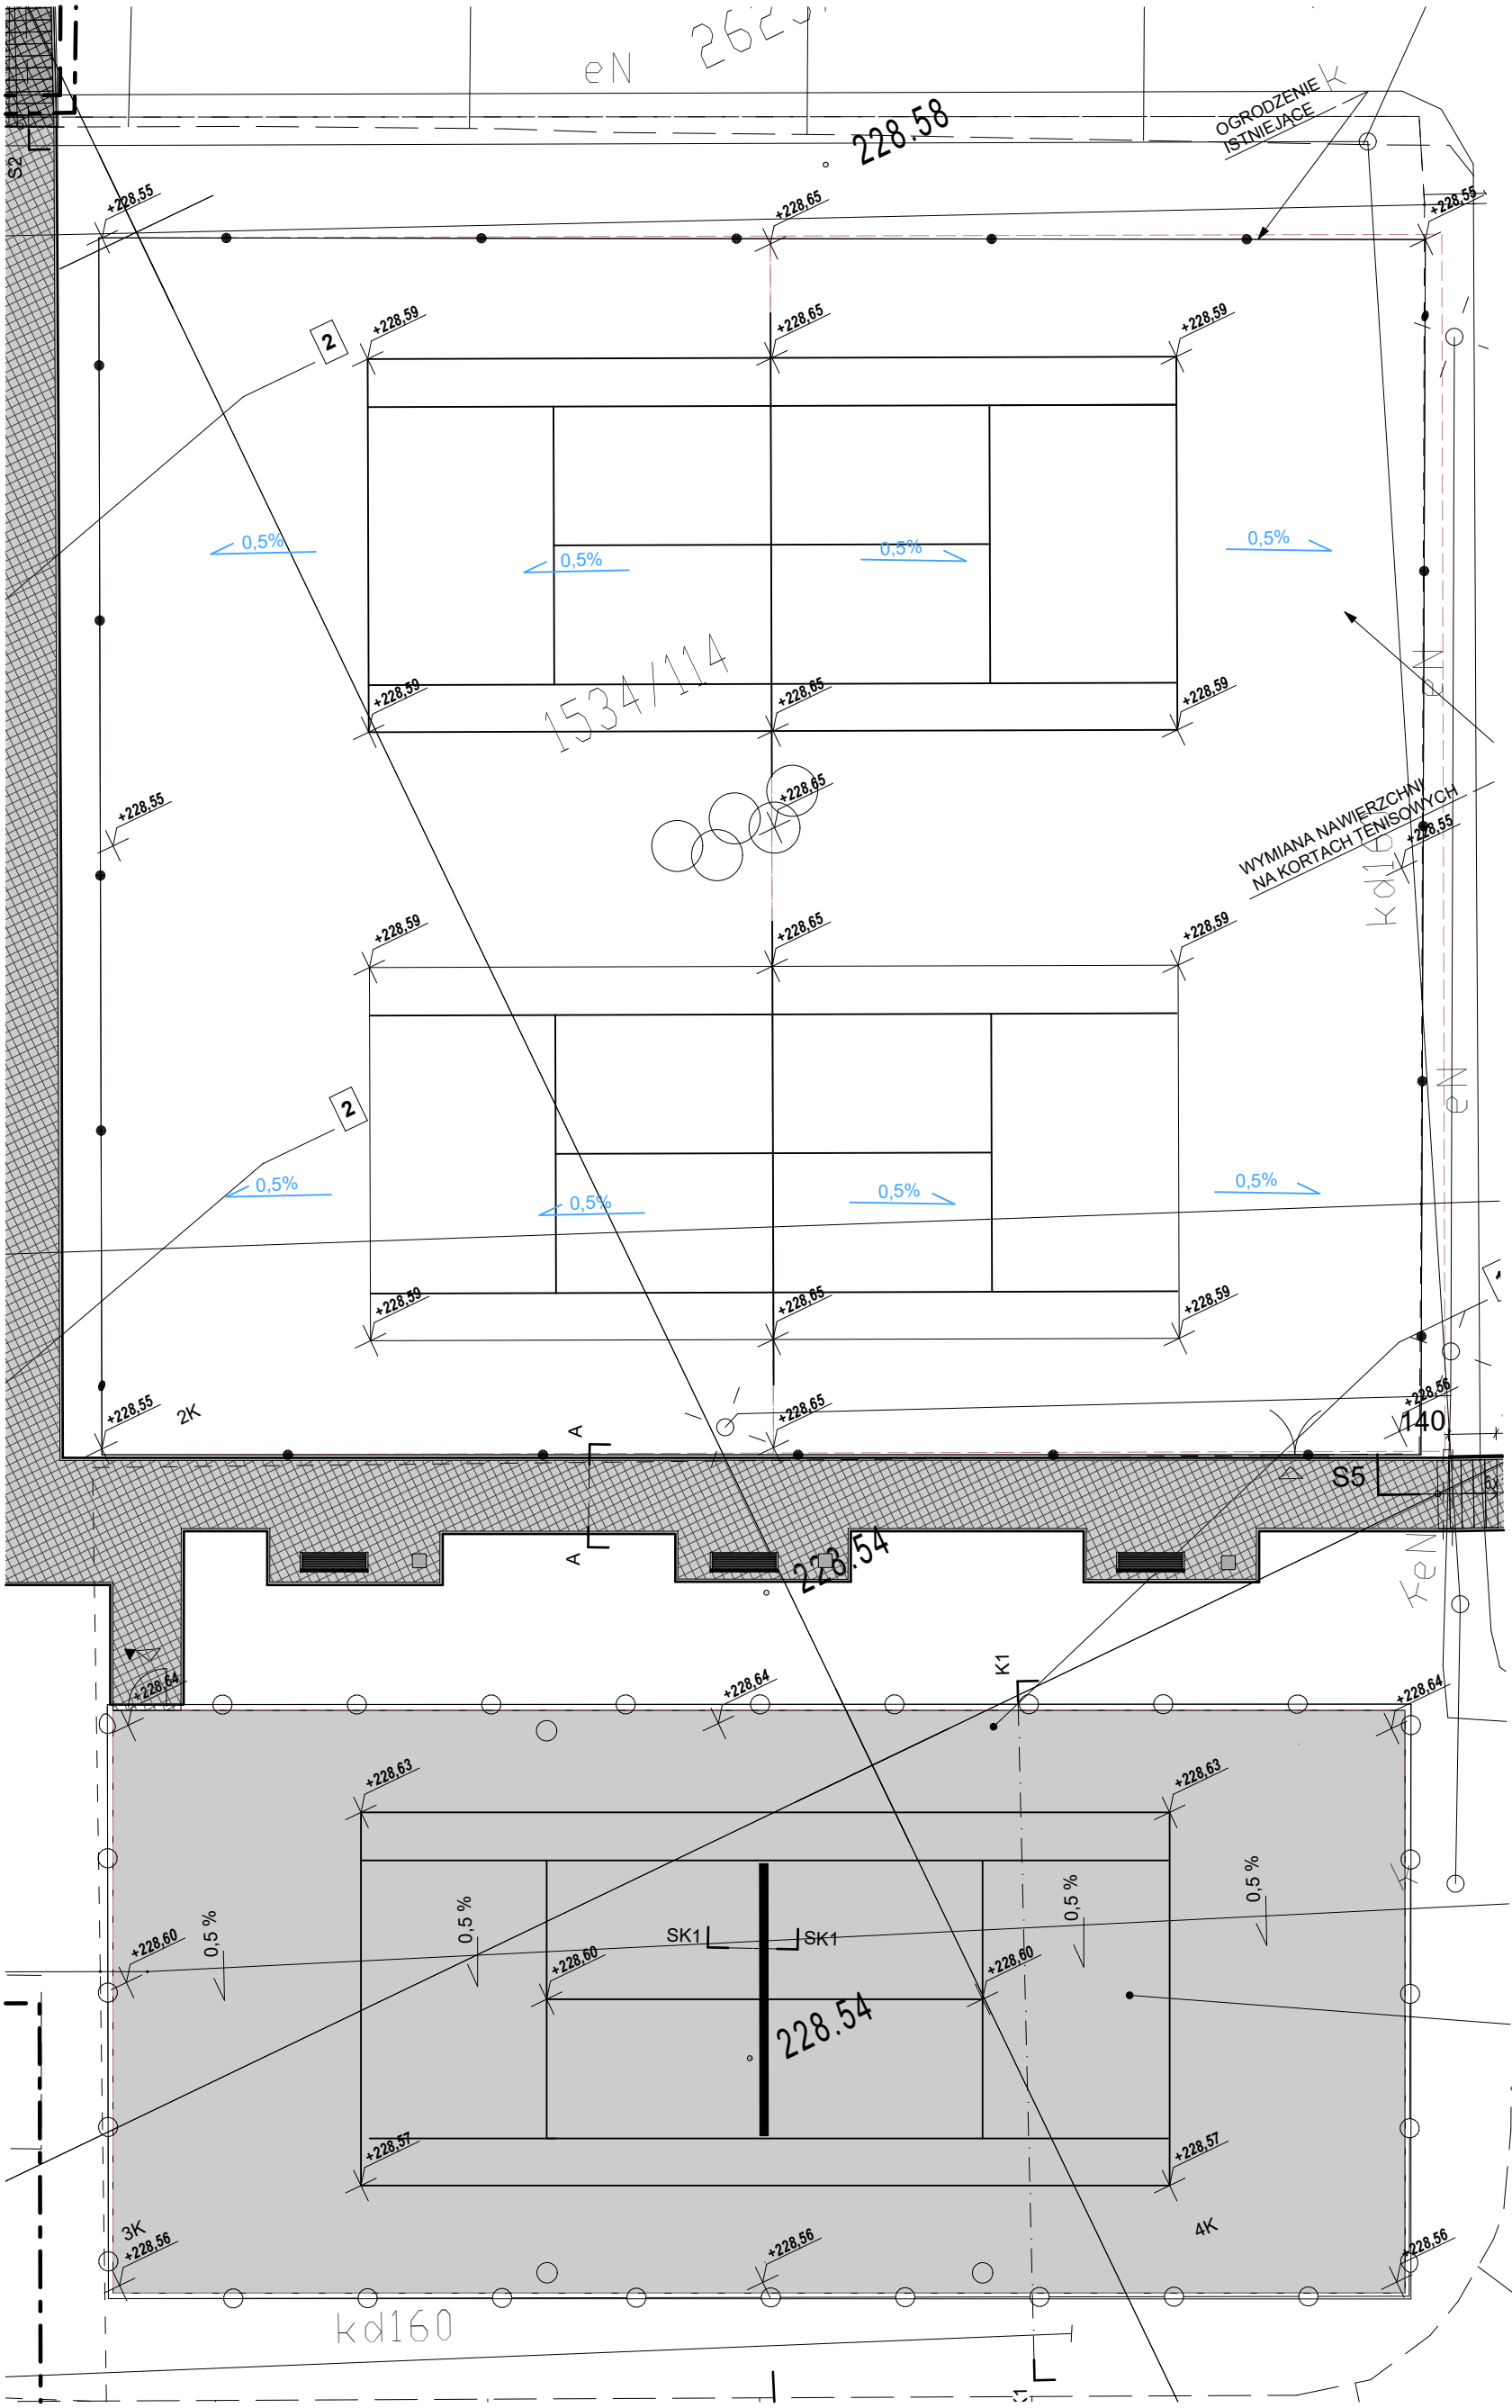 eN
228.58
OGRODZENIE
ISTNIEJĄCE
k
S2
+228,55
+228,65
+228,55
2
+228,59
+228,65
+228,59
0,5%
0,5%
0,5%
0,5%
1534/114
eN
+228,59
+228,65
+228,59
+228,55
+228,65
WYMIANA NAWIERZCHNI
NA KORTACH TENISOWYCH
+228,55
+228,59
+228,65
+228,59
2
eN
0,5%
0,5%
0,5%
0,5%
+228,59
+228,65
+228,59
+228,55
2K
+228,65
+228,56
140
A
S5
A
228.54
eN
K1
+228,64
+228,64
+228,64
+228,63
+228,63
0,5 %
0,5 %
0,5 %
0,5 %
+228,60
SK1
SK1
+228,60
+228,60
228.54
+228,57
+228,57
3K
+228,56
+228,56
4K
+228,56
kd160